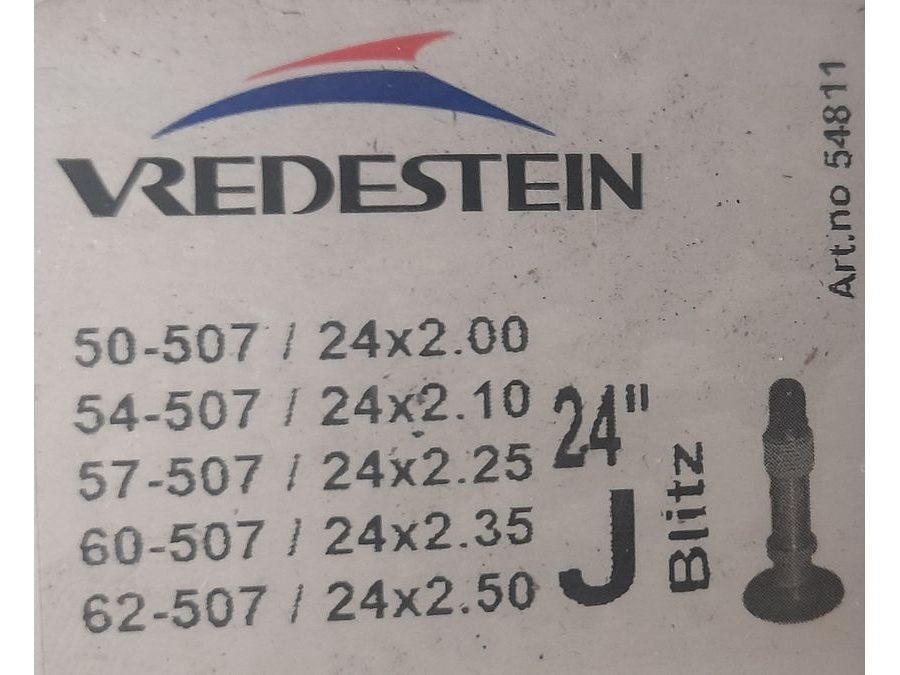 VREDESTEIN
Art.no 54811
50-507 / 24x2.00
54-507 / 24x2.10
57-507 / 24x2.25
60-507 / 24x2.35
62-507 / 24x2.50
24"
J
Blitz